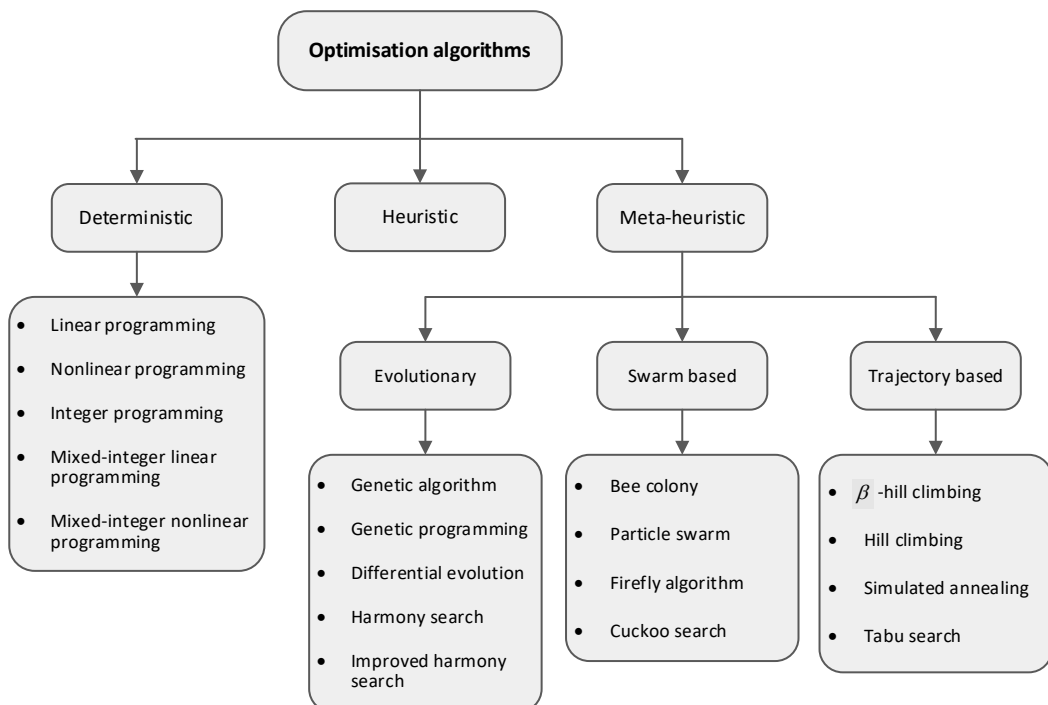 Optimisation algorithms
Deterministic
Heuristic
Meta-heuristic
• Linear programming
• Nonlinear programming
• Integer programming
• Mixed-integer linear
programming
• Mixed-integer nonlinear
programming
Evolutionary
Swarm based
Trajectory based
• Genetic algorithm
• Genetic programming
• Differential evolution
• Harmony search
• Improved harmony
search
• Bee colony
• Particle swarm
• Firefly algorithm
• Cuckoo search
• β -hill climbing
• Hill climbing
• Simulated annealing
• Tabu search